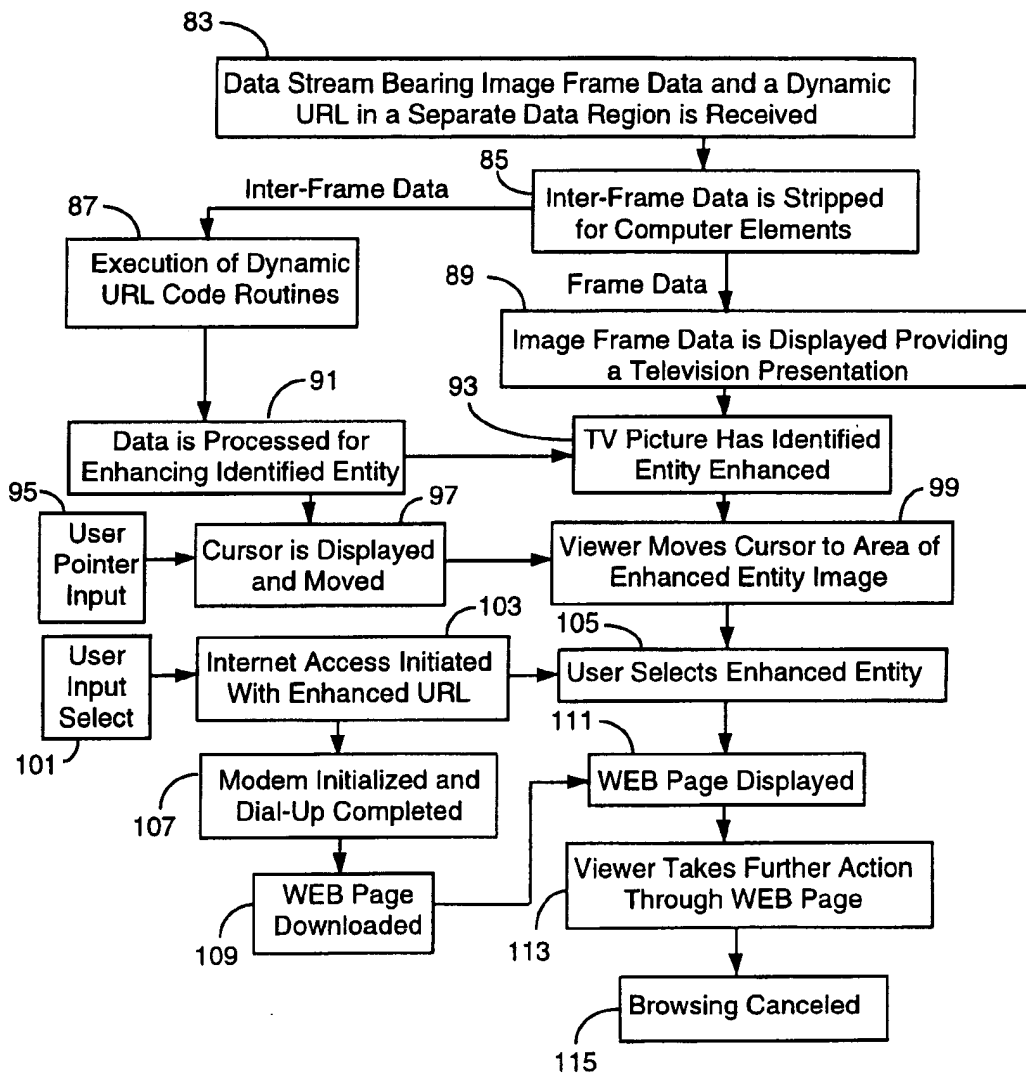 83
Data Stream Bearing Image Frame Data and a Dynamic
URL in a Separate Data Region is Received
85
Inter-Frame Data
Inter-Frame Data is Stripped
for Computer Elements
87
Execution of Dynamic
URL Code Routines
89
Frame Data
Image Frame Data is Displayed Providing
a Television Presentation
91
Data is Processed for
Enhancing Identified Entity
93
TV Picture Has Identified
Entity Enhanced
95
User
Pointer
Input
97
Cursor is Displayed
and Moved
99
Viewer Moves Cursor to Area of
Enhanced Entity Image
User
Input
Select
101
103
Internet Access Initiated
With Enhanced URL
105
User Selects Enhanced Entity
Modem Initialized and
Dial-Up Completed
107
111
WEB Page Displayed
WEB Page
Downloaded
109
Viewer Takes Further Action
Through WEB Page
113
Browsing Canceled
115